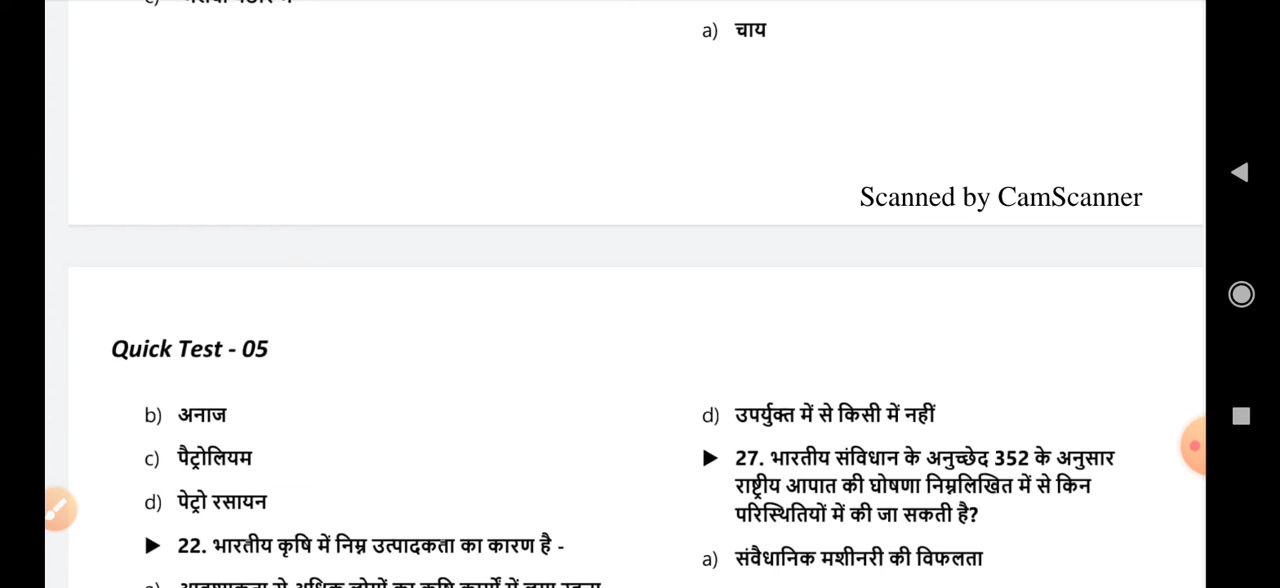 a) चाय
Scanned by CamScanner
Quick Test - 05
b) अनाज
c) पैट्रोलियम
d) पेट्रो रसायन
22. भारतीय कृषि में निम्न उत्पादकता का कारण है -
d) उपर्युक्त में से किसी में नहीं
27. भारतीय संविधान के अनुच्छेद 352 के अनुसार
राष्ट्रीय आपात की घोषणा निम्नलिखित में से किन
परिस्थितियों में की जा सकती है?
a) संवैधानिक मशीनरी की विफलता